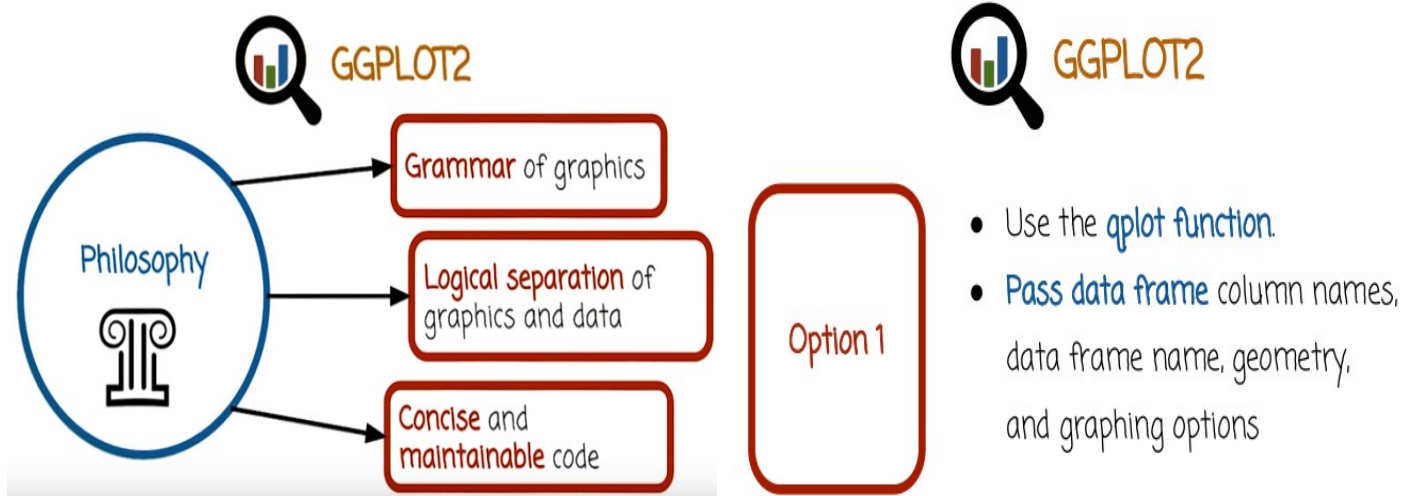 GGPLOT2
Philosophy
Grammar of graphics
Logical separation of
graphics and data
Concise and
maintainable code
GGPLOT2
Option 1
• Use the qplot function.
• Pass data frame column names,
data frame name, geometry,
and graphing options